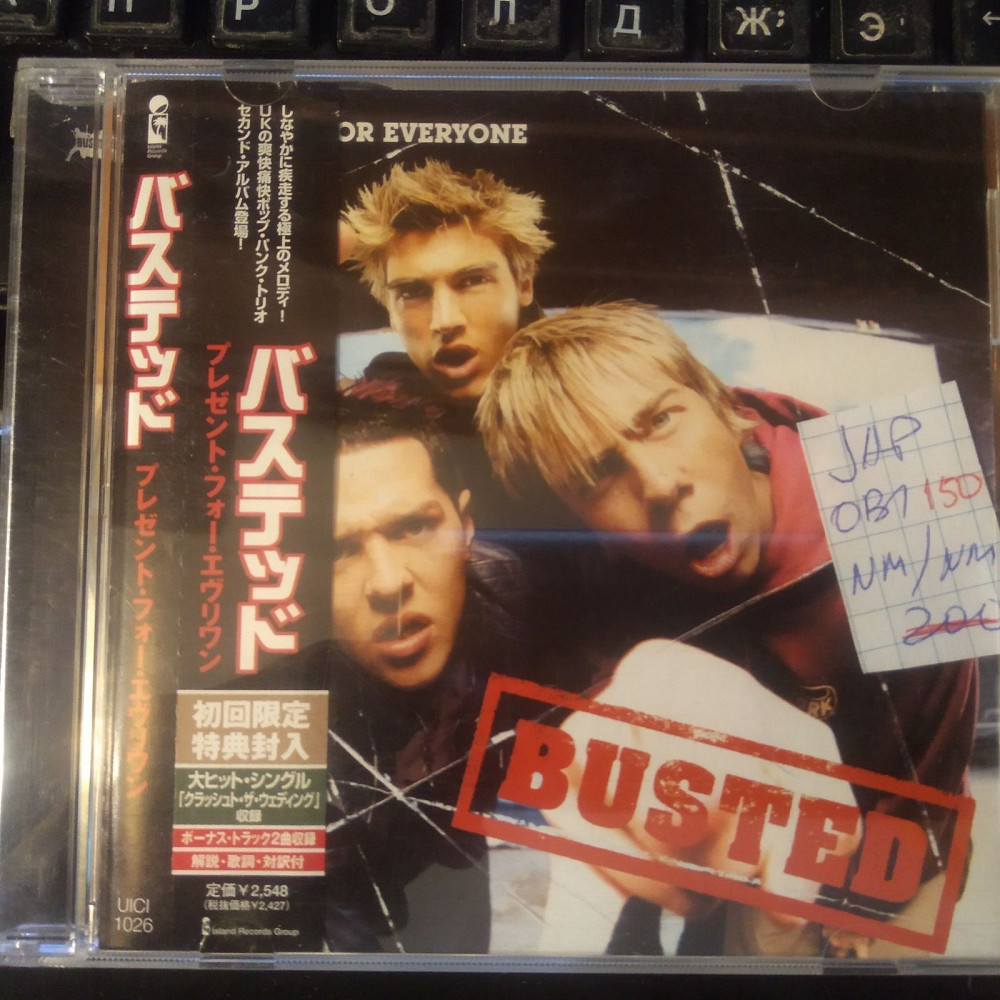 П
Р
О
Л
Д
Ж ;
Э '
Island
Records
Group
バステッド
プレゼント・フォー・エヴリワン
UICI
1026
しなやかに疾走する極上のメロディ!
UKの爽快痛快ポップ・パンク・トリオ
セカンド・アルバム登場!
バステッド
プレゼント・フォー・エヴリワン
初回限定
特典封入
大ヒット・シングル
「クラッシュト・ザ・ウェディング」
収録
ボーナス・トラック2曲収録
解説・歌詞・対訳付
定価¥2,548
(税抜価格¥2,427)
Island Records Group
OR EVERYONE
BUSTED
JAP
OBI 150
NM/NM
200